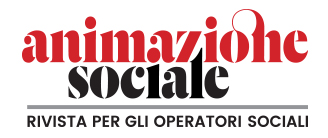 animazione
sociale
RIVISTA PER GLI OPERATORI SOCIALI